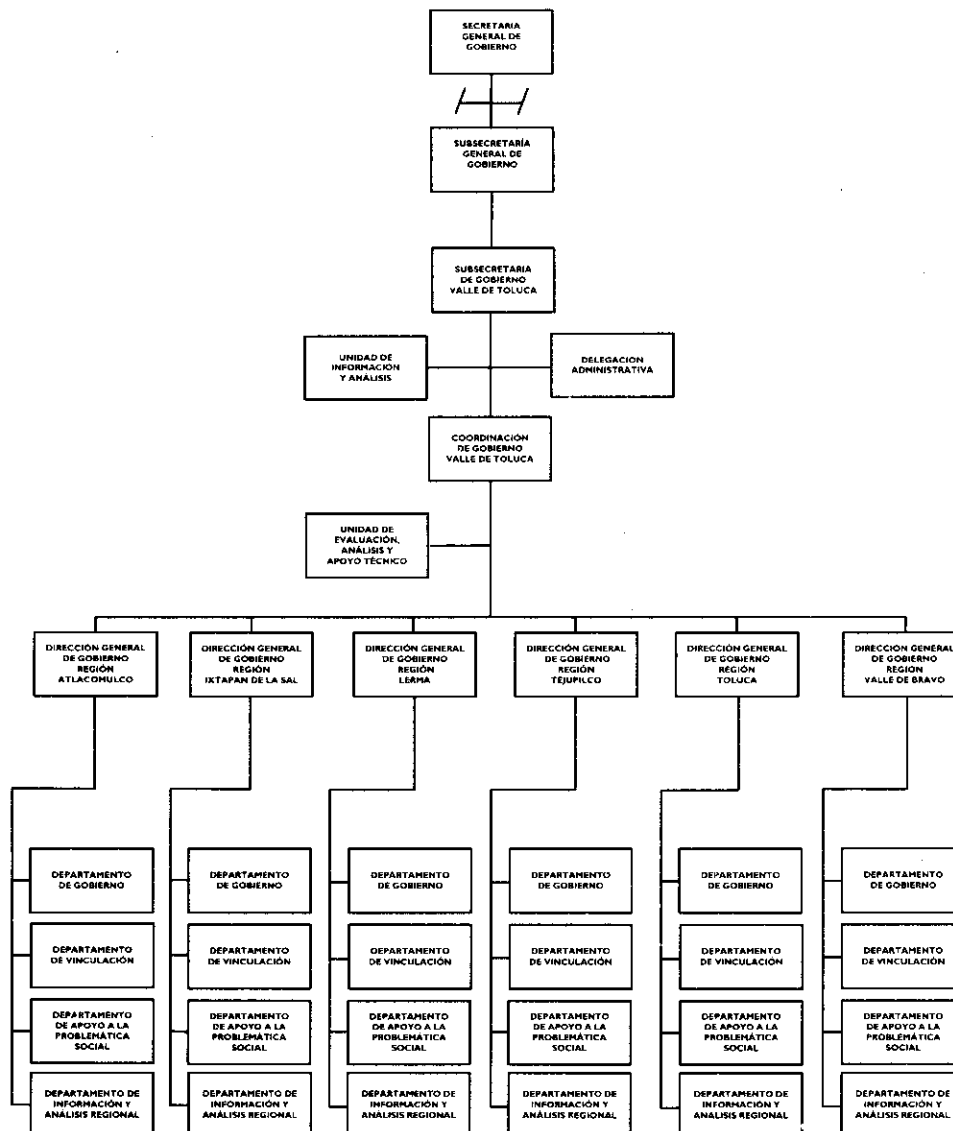 SECRETARIA
GENERAL DE
GOBIERNO
SUBSECRETARÍA
GENERAL DE
GOBIERNO
SUBSECRETARIA
DE GOBIERNO
VALLE DE TOLUCA
UNIDAD DE
INFORMACIÓN
Y ANÁLISIS
DELEGACION
ADMINISTRATIVA
COORDINACIÓN
DE GOBIERNO
VALLE DE TOLUCA
UNIDAD DE
EVALUACIÓN,
ANÁLISIS Y
APOYO TÉCNICO
DIRECCIÓN GENERAL
DE GOBIERNO
REGIÓN
ATLACOMULCO
DIRECCIÓN GENERAL
DE GOBIERNO
REGIÓN
IXTAPAN DE LA SAL
DIRECCIÓN GENERAL
DE GOBIERNO
REGIÓN
LERMA
DIRECCIÓN GENERAL
DE GOBIERNO
REGIÓN
TEJUPILCO
DIRECCIÓN GENERAL
DE GOBIERNO
REGIÓN
TOLUCA
DIRECCIÓN GENERAL
DE GOBIERNO
REGIÓN
VALLE DE BRAVO
DEPARTAMENTO
DE GOBIERNO
DEPARTAMENTO
DE GOBIERNO
DEPARTAMENTO
DE GOBIERNO
DEPARTAMENTO
DE GOBIERNO
DEPARTAMENTO
DE GOBIERNO
DEPARTAMENTO
DE GOBIERNO
DEPARTAMENTO
DE VINCULACIÓN
DEPARTAMENTO
DE VINCULACIÓN
DEPARTAMENTO
DE VINCULACIÓN
DEPARTAMENTO
DE VINCULACIÓN
DEPARTAMENTO
DE VINCULACIÓN
DEPARTAMENTO
DE VINCULACIÓN
DEPARTAMENTO
DE APOYO A LA
PROBLEMÁTICA
SOCIAL
DEPARTAMENTO
DE APOYO A LA
PROBLEMÁTICA
SOCIAL
DEPARTAMENTO
DE APOYO A LA
PROBLEMÁTICA
SOCIAL
DEPARTAMENTO
DE APOYO A LA
PROBLEMÁTICA
SOCIAL
DEPARTAMENTO
DE APOYO A LA
PROBLEMÁTICA
SOCIAL
DEPARTAMENTO
DE APOYO A LA
PROBLEMÁTICA
SOCIAL
DEPARTAMENTO DE
INFORMACIÓN Y
ANÁLISIS REGIONAL
DEPARTAMENTO DE
INFORMACIÓN Y
ANÁLISIS REGIONAL
DEPARTAMENTO DE
INFORMACIÓN Y
ANÁLISIS REGIONAL
DEPARTAMENTO DE
INFORMACIÓN Y
ANÁLISIS REGIONAL
DEPARTAMENTO DE
INFORMACIÓN Y
ANÁLISIS REGIONAL
DEPARTAMENTO DE
INFORMACIÓN Y
ANÁLISIS REGIONAL